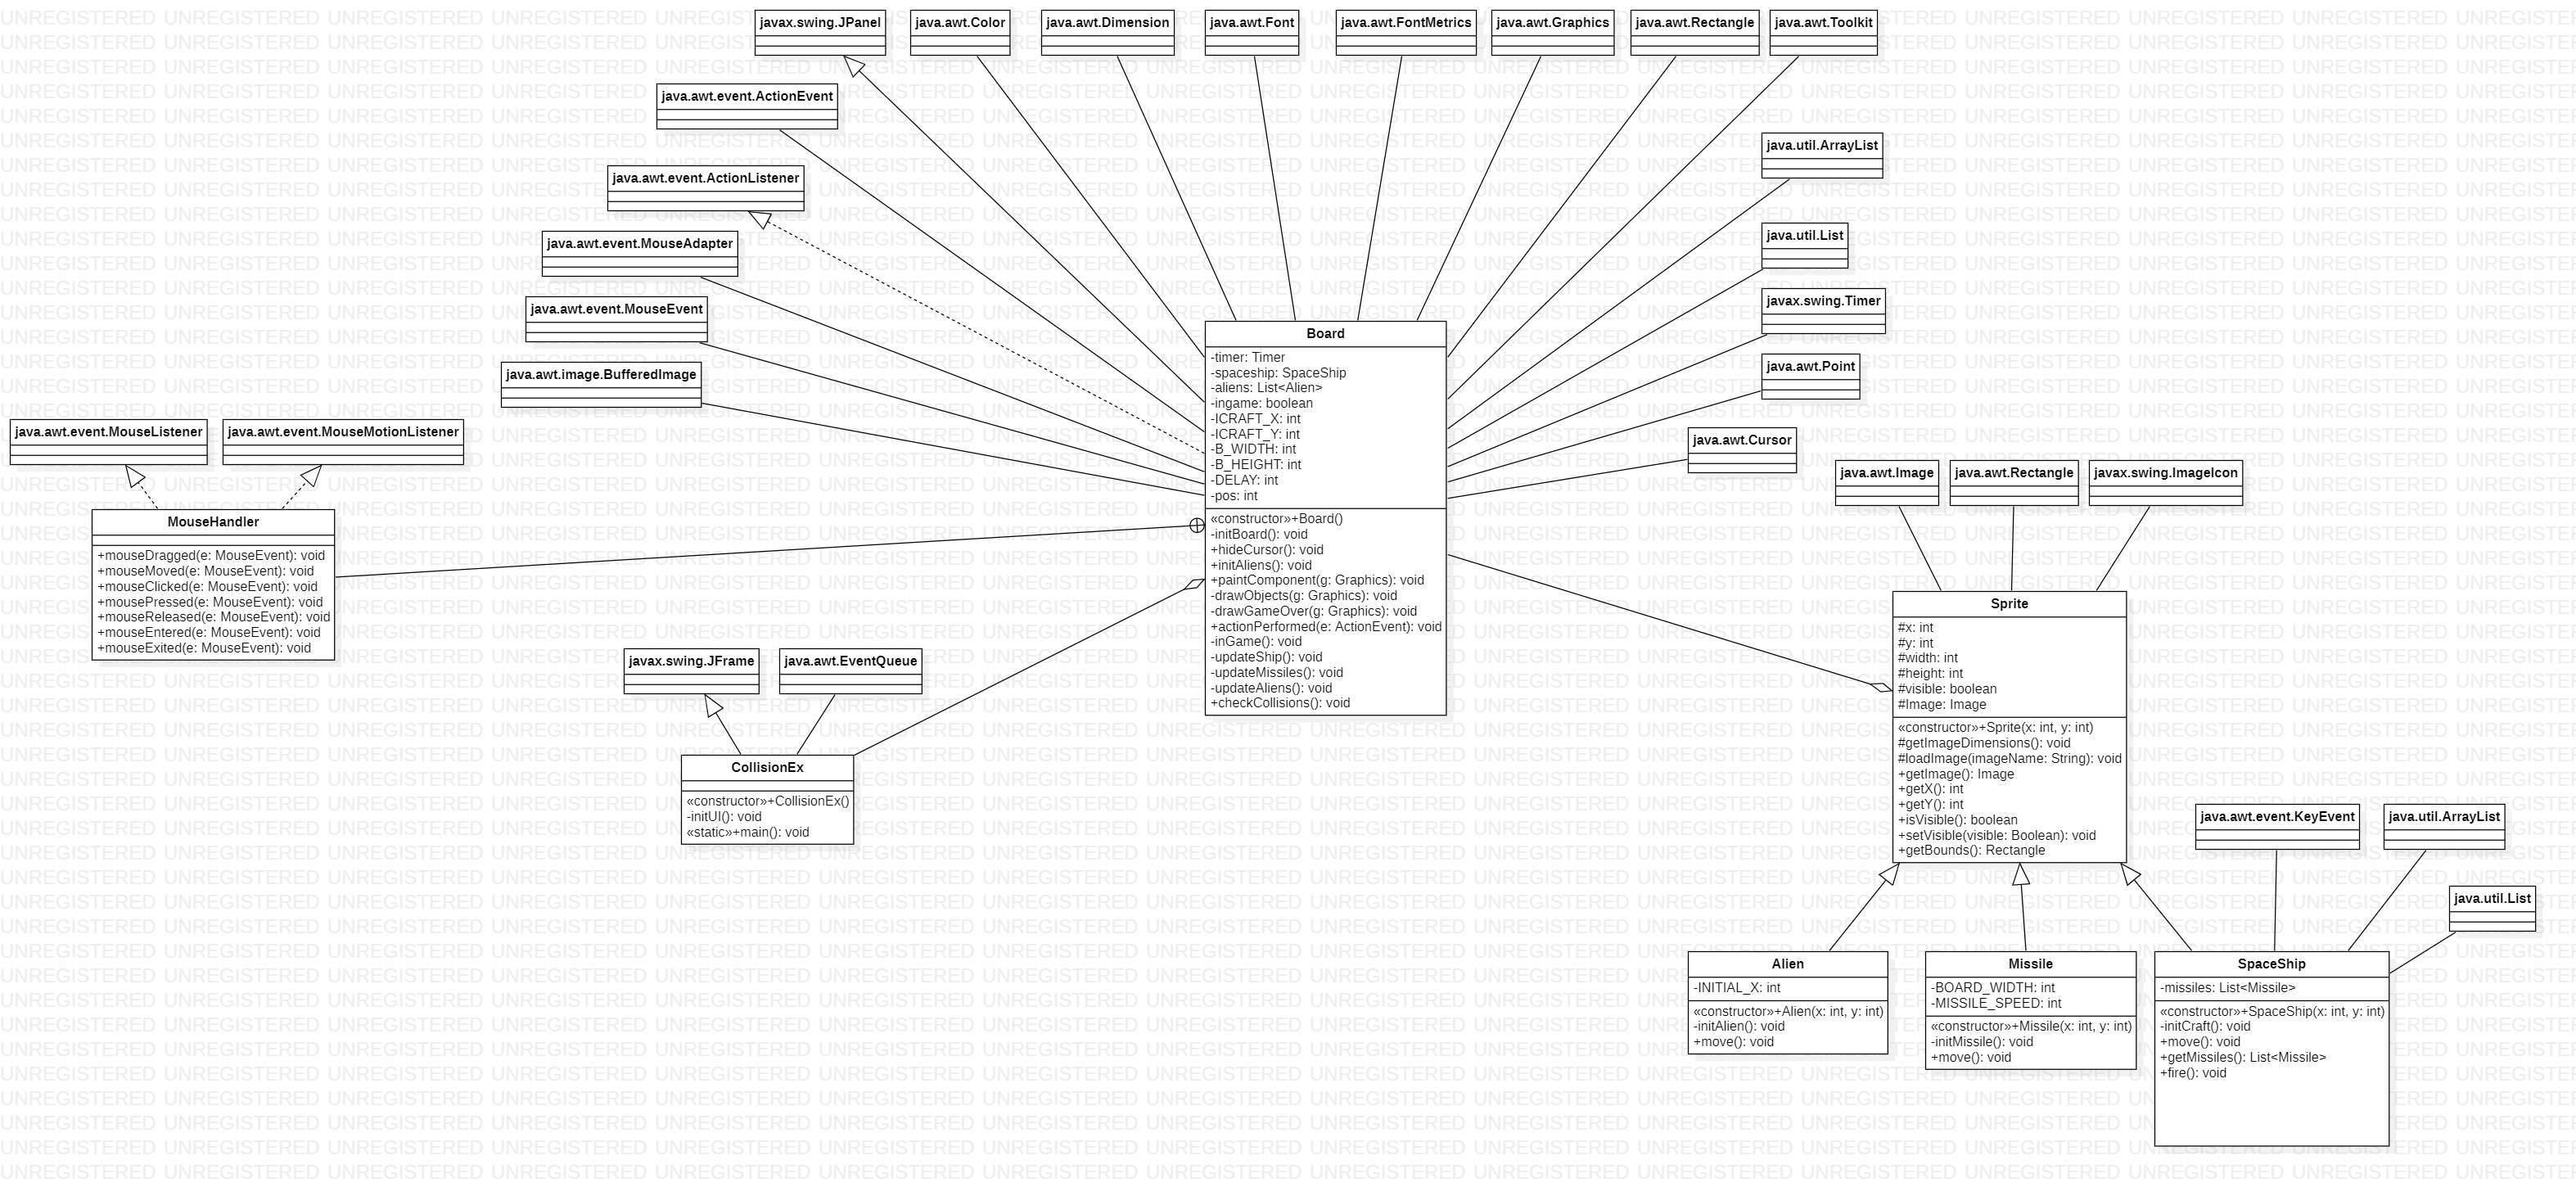 javax.swing.JPanel
java.awt.Color
java.awt.Dimension
java.awt.Font
java.awt.FontMetrics
java.awt.Graphics
java.awt.Rectangle
java.awt.Toolkit
java.awt.event.ActionEvent
java.awt.event.ActionListener
java.awt.event.MouseAdapter
java.awt.event.MouseEvent
java.awt.image.BufferedImage
java.util.ArrayList
java.util.List
javax.swing.Timer
java.awt.Point
java.awt.Cursor
Board
-timer: Timer
-spaceship: SpaceShip
-aliens: List<Alien>
-ingame: boolean
-ICRAFT_X: int
-ICRAFT_Y: int
-B_WIDTH: int
-B_HEIGHT: int
-DELAY: int
-pos: int
«constructor»+Board()
-initBoard(): void
+hideCursor(): void
+initAliens(): void
+paintComponent(g: Graphics): void
-drawObjects(g: Graphics): void
-drawGameOver(g: Graphics): void
+actionPerformed(e: ActionEvent): void
-inGame(): void
-updateShip(): void
-updateMissiles(): void
-updateAliens(): void
+checkCollisions(): void
java.awt.event.MouseListener
java.awt.event.MouseMotionListener
MouseHandler
+mouseDragged(e: MouseEvent): void
+mouseMoved(e: MouseEvent): void
+mouseClicked(e: MouseEvent): void
+mousePressed(e: MouseEvent): void
+mouseReleased(e: MouseEvent): void
+mouseEntered(e: MouseEvent): void
+mouseExited(e: MouseEvent): void
javax.swing.JFrame
java.awt.EventQueue
CollisionEx
«constructor»+CollisionEx()
-initUI(): void
«static»+main(): void
java.awt.Image
java.awt.Rectangle
javax.swing.ImageIcon
Sprite
#x: int
#y: int
#width: int
#height: int
#visible: boolean
#Image: Image
«constructor»+Sprite(x: int, y: int)
#getImageDimensions(): void
#loadImage(imageName: String): void
+getImage(): Image
+getX(): int
+getY(): int
+isVisible(): boolean
+setVisible(visible: Boolean): void
+getBounds(): Rectangle
java.awt.event.KeyEvent
java.util.ArrayList
java.util.List
Alien
-INITIAL_X: int
«constructor»+Alien(x: int, y: int)
-initAlien(): void
+move(): void
Missile
-BOARD_WIDTH: int
-MISSILE_SPEED: int
«constructor»+Missile(x: int, y: int)
-initMissile(): void
+move(): void
SpaceShip
-missiles: List<Missile>
«constructor»+SpaceShip(x: int, y: int)
-initCraft(): void
+move(): void
+getMissiles(): List<Missile>
+fire(): void
UNREGISTERED